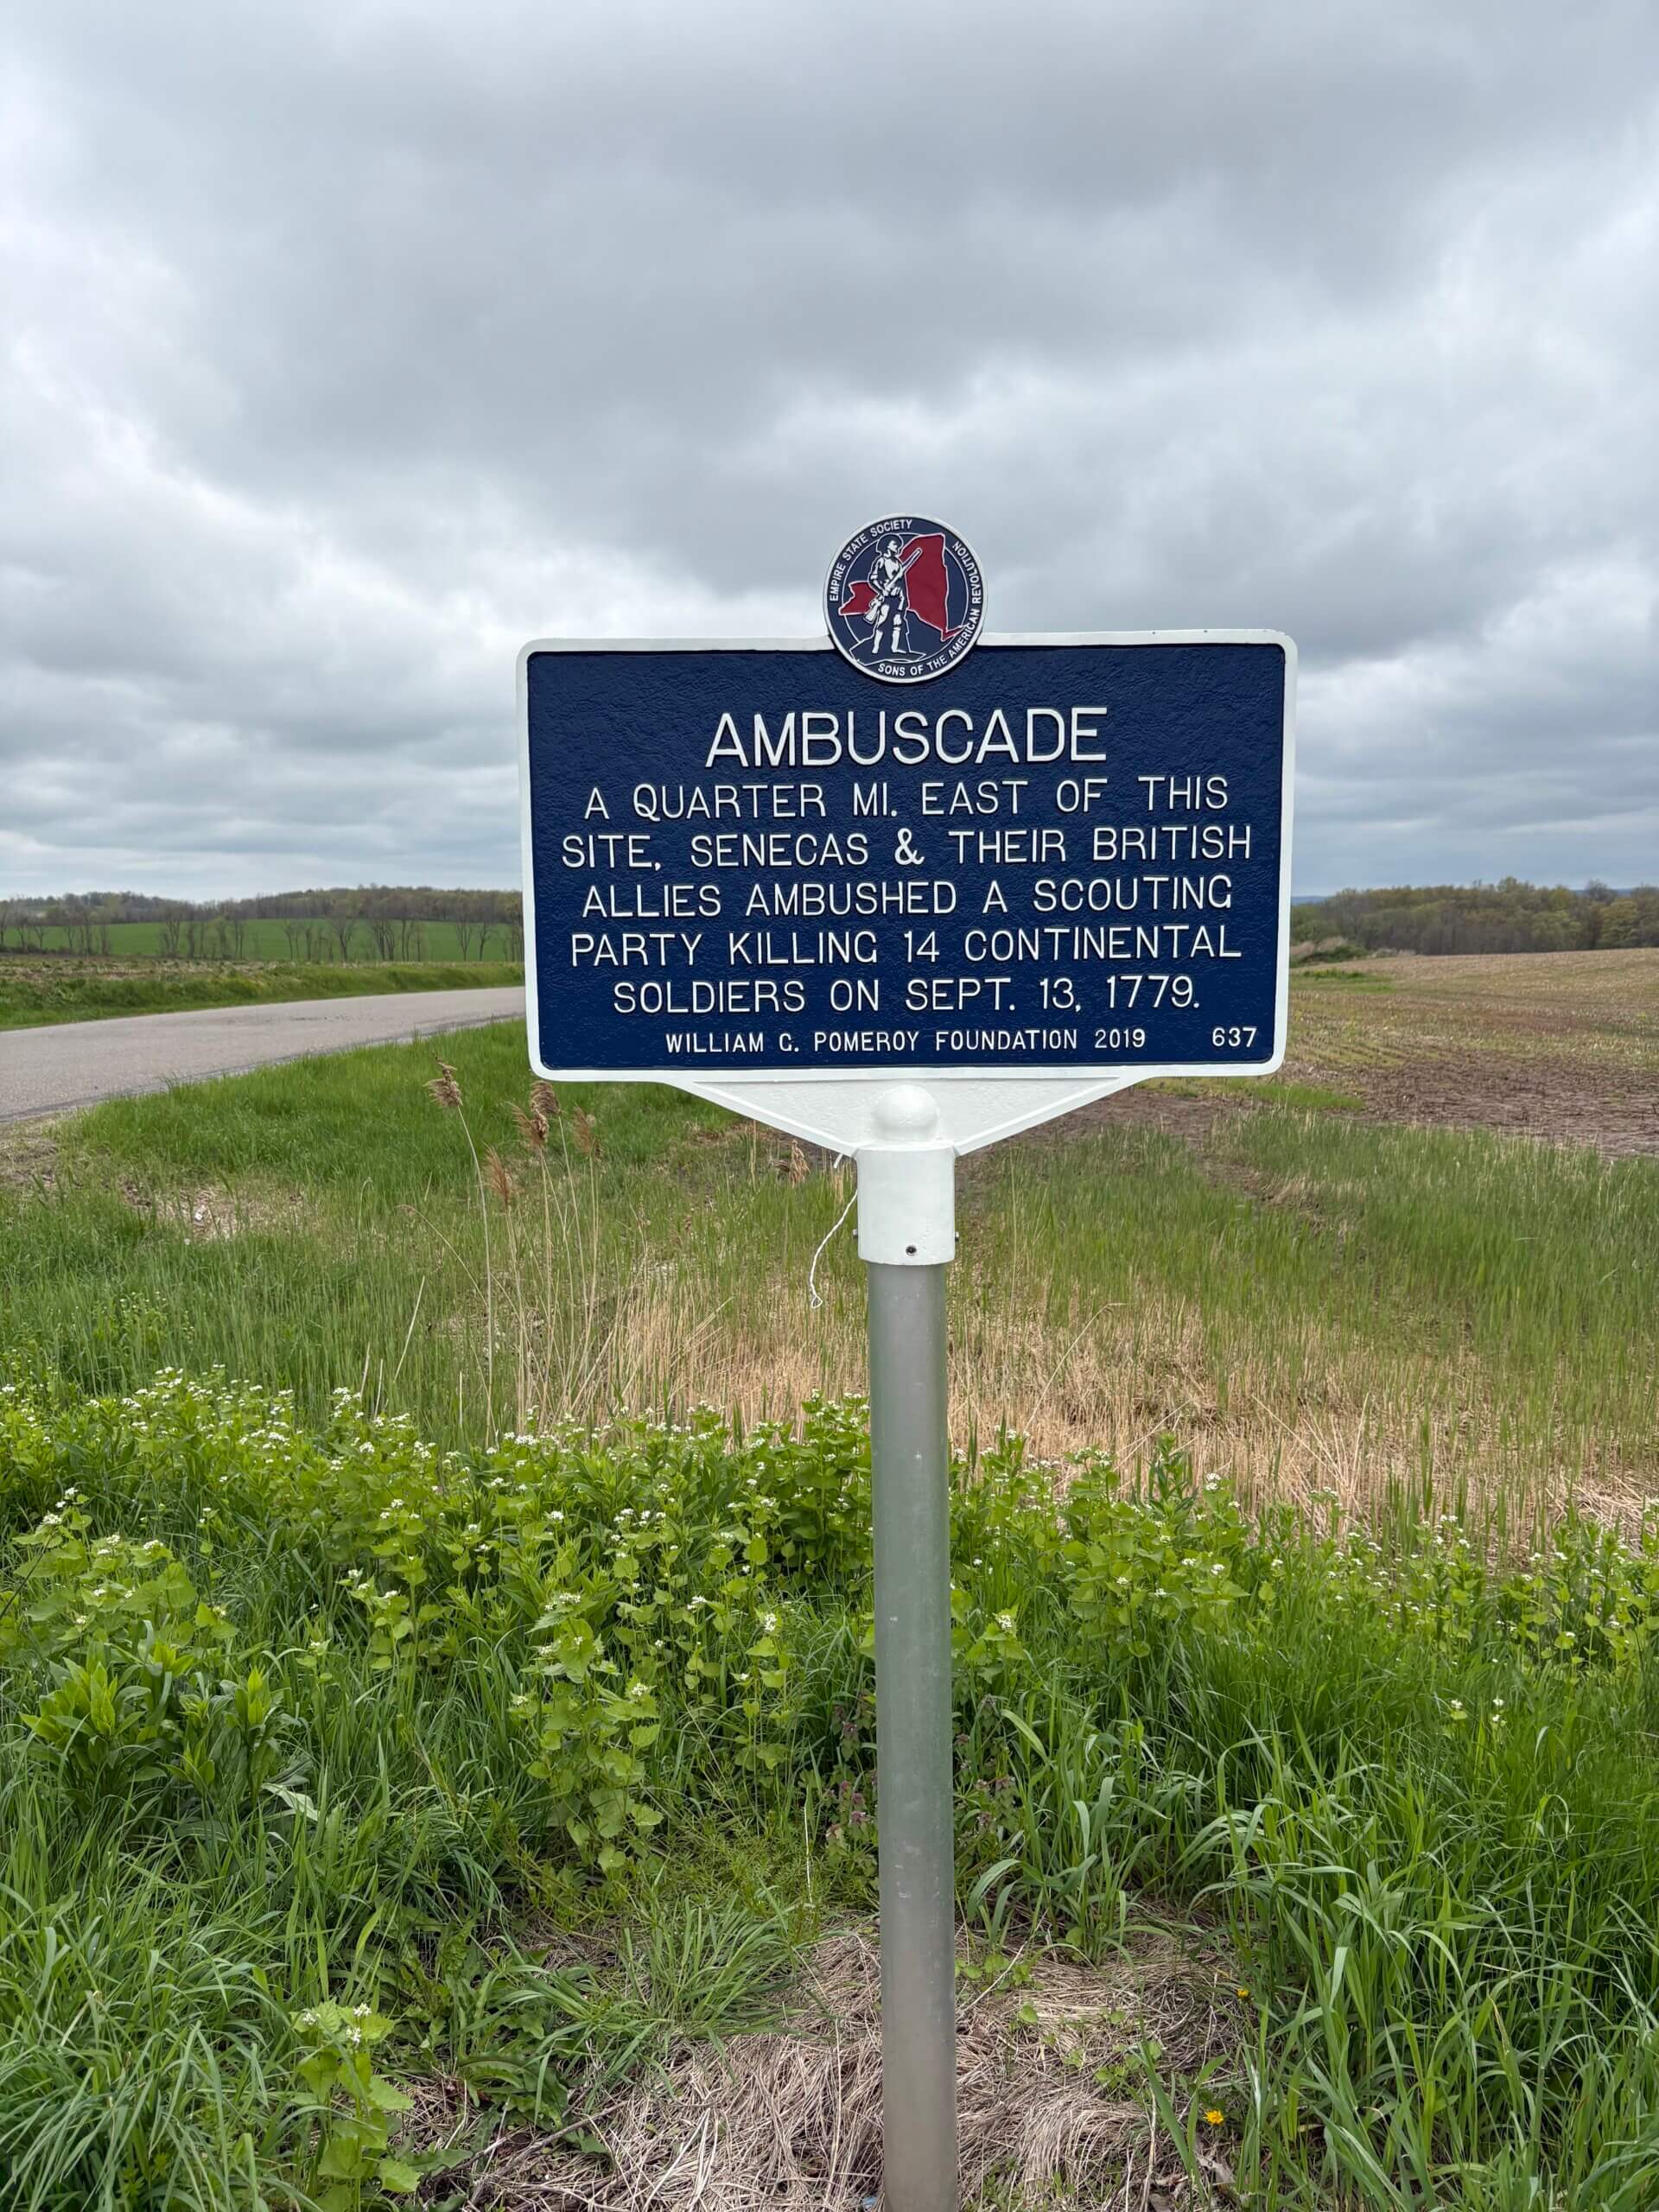 EMPIRE STATE SOCIETY
SONS OF THE AMERICAN REVOLUTION
AMBUSCADE
A QUARTER MI. EAST OF THIS
SITE, SENECAS & THEIR BRITISH
ALLIES AMBUSHED A SCOUTING
PARTY KILLING 14 CONTINENTAL
SOLDIERS ON SEPT. 13, 1779.
WILLIAM G. POMEROY FOUNDATION 2019 637